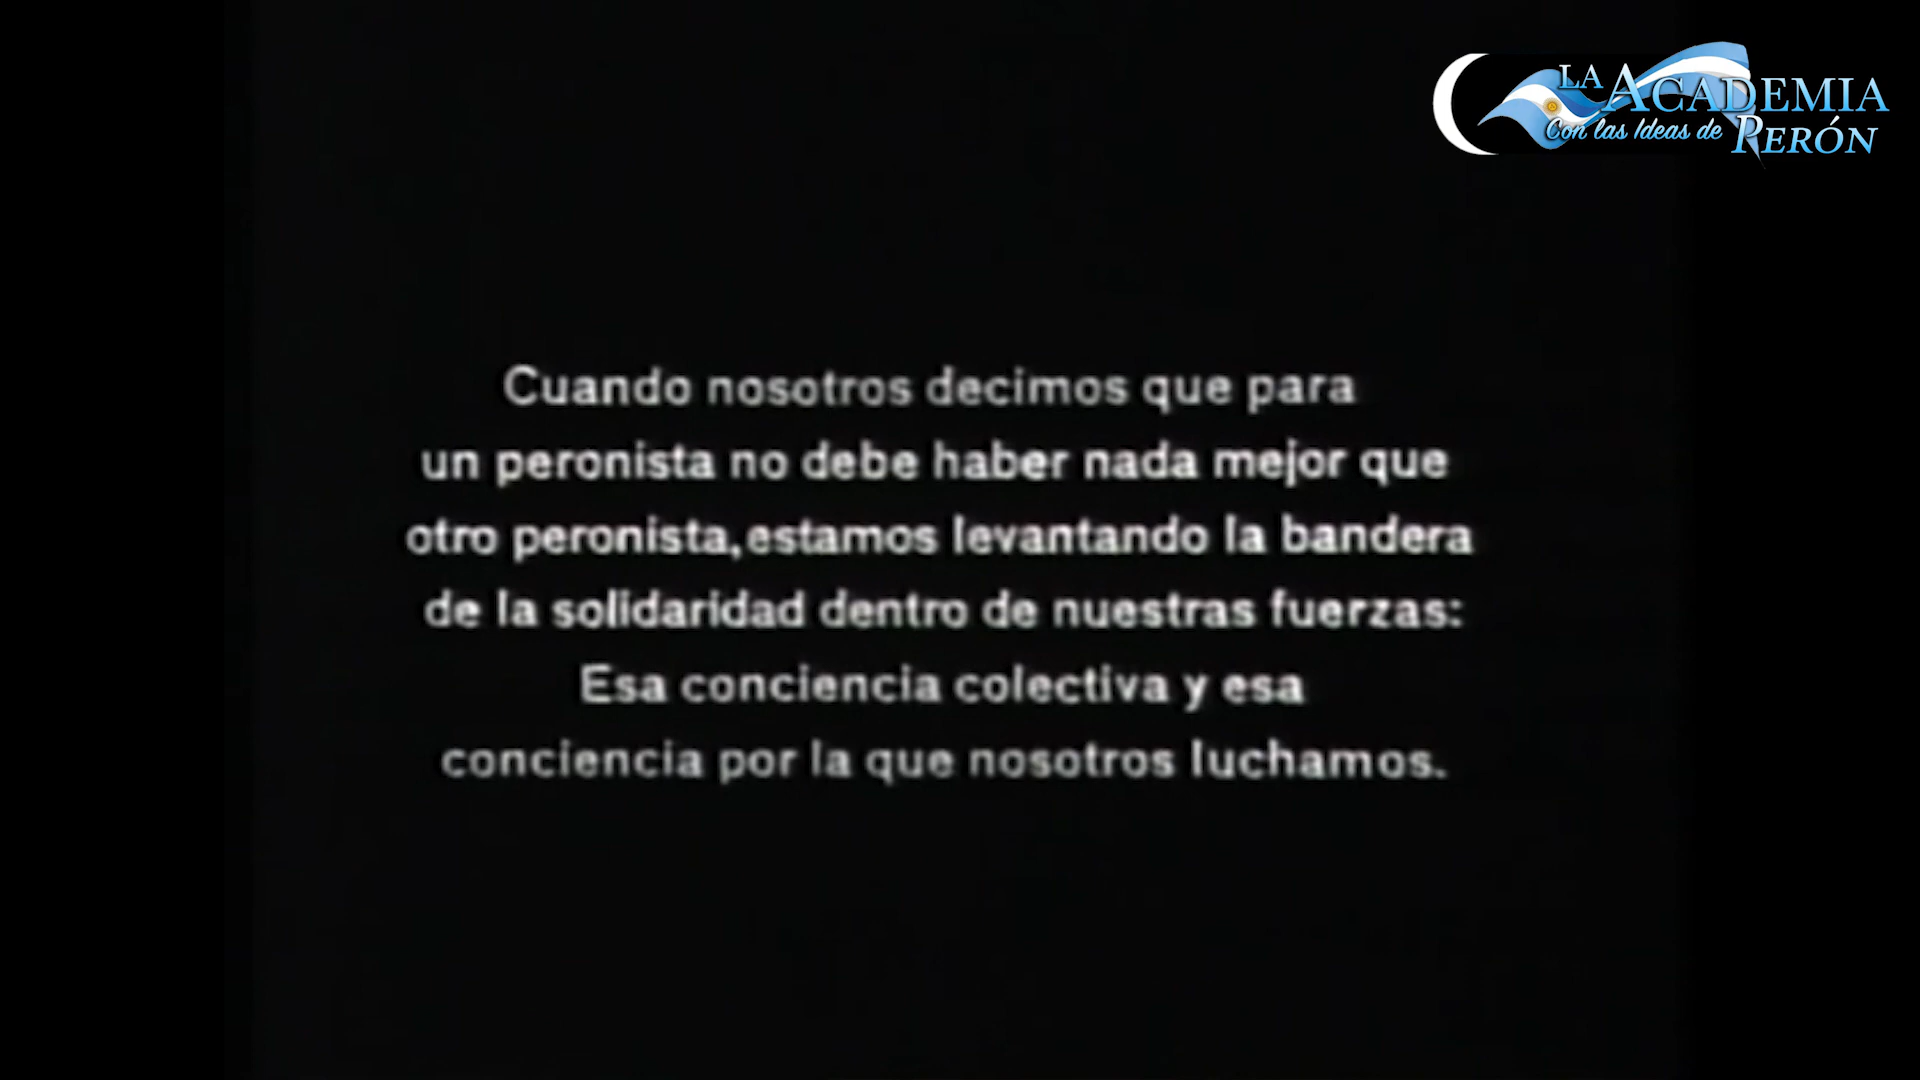 LA ACADEMIA
Con las Ideas de PERÓN
Cuando nosotros decimos que para
un peronista no debe haber nada mejor que
otro peronista,estamos levantando la bandera
de la solidaridad dentro de nuestras fuerzas:
Esa conciencia colectiva y esa
conciencia por la que nosotros luchamos.